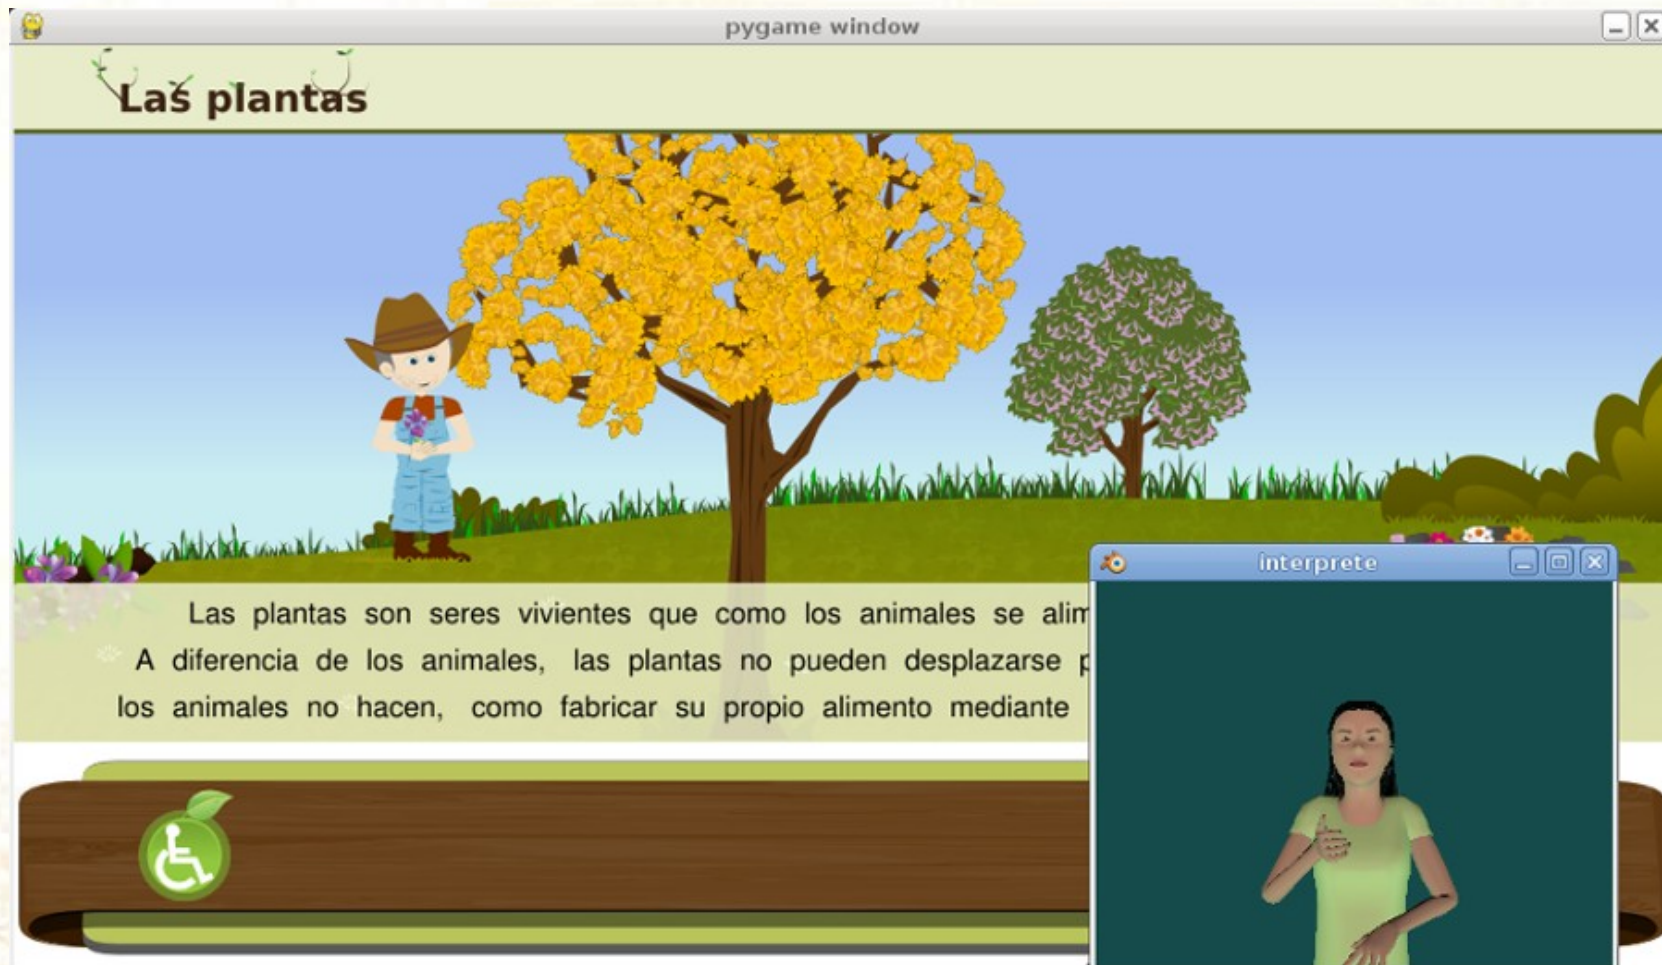 pygame window
Las plantas
interprete
Las plantas son seres vivientes que como los animales se
A diferencia de los animales, las plantas no pueden desplazarse
los animales no hacen, como fabricar su propio alimento mediante